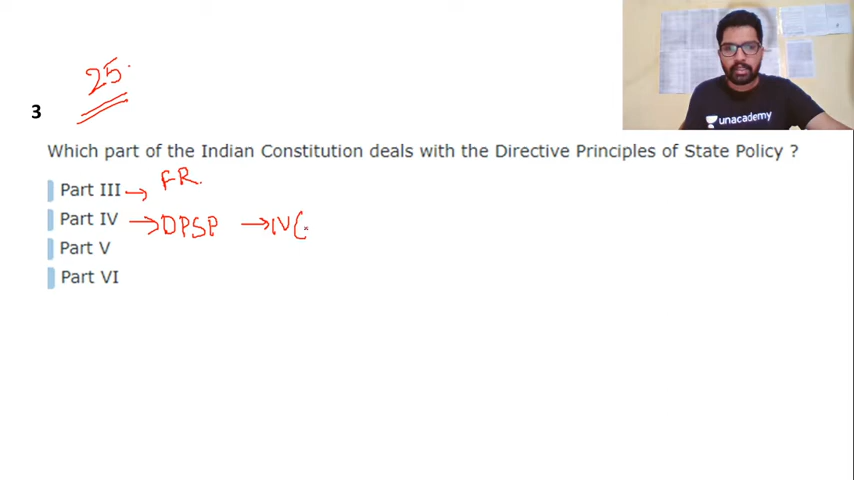 25.
unacademy
3
Which part of the Indian Constitution deals with the Directive Principles of State Policy ?
Part III → FR.
Part IV → DPSP → IV(
Part V
Part VI